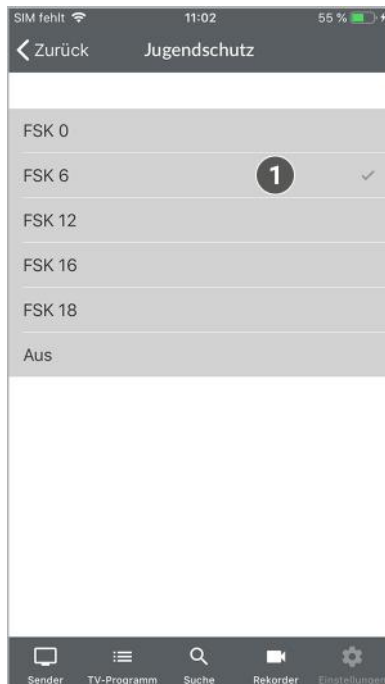 SIM fehlt 11:02 55 %
Zurück Jugendschutz
FSK 0
FSK 6 1
FSK 12
FSK 16
FSK 18
Aus
Sender TV-Programm Suche Rekorder Einstellungen